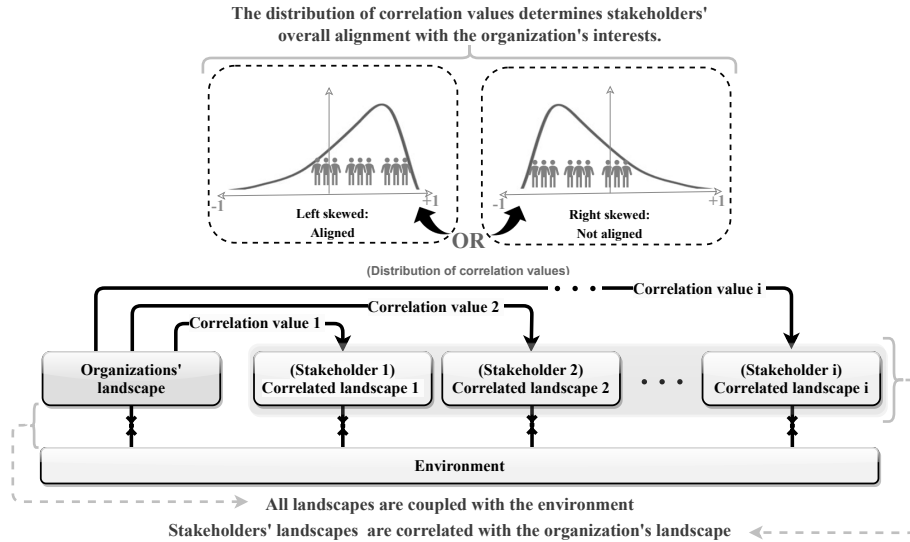 The distribution of correlation values determines stakeholders'
overall alignment with the organization's interests.
-1
+1
Left skewed:
Aligned
-1
+1
Right skewed:
Not aligned
OR
(Distribution of correlation values)
Correlation value i
Correlation value 2
Correlation value 1
Organizations'
landscape
(Stakeholder 1)
Correlated landscape 1
(Stakeholder 2)
Correlated landscape 2
(Stakeholder i)
Correlated landscape i
Environment
All landscapes are coupled with the environment
Stakeholders' landscapes are correlated with the organization's landscape